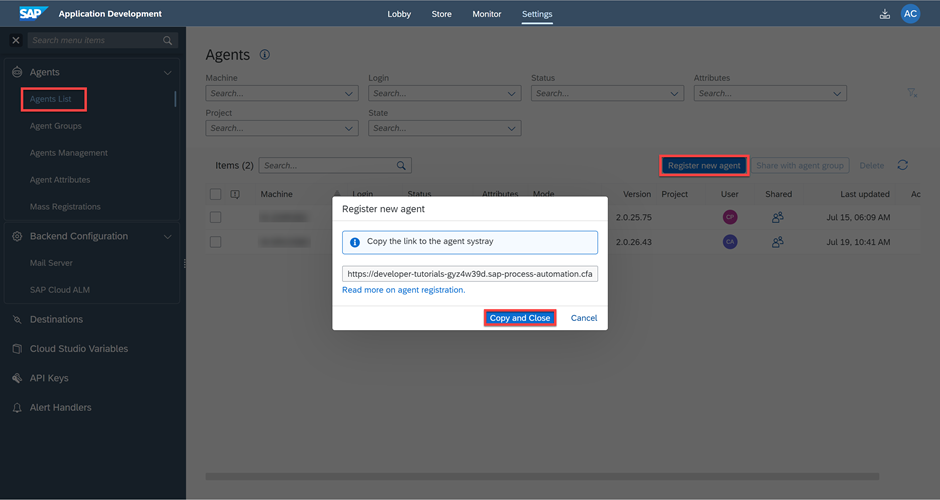 SAP Application Development Lobby Store Monitor Settings AC
Search menu items
Agents
Agents List
Agent Groups
Agents Management
Agent Attributes
Mass Registrations
Backend Configuration
Mail Server
SAP Cloud ALM
Destinations
Cloud Studio Variables
API Keys
Alert Handlers
Agents
Machine Login Status Attributes
Search... Search... Search... Search...
Project State
Search... Search...
Items (2) Search... Register new agent Share with agent group Delete
Machine Login Status Attributes Mode Version Project User Shared Last updated Ac
2.0.25.75 CP Jul 15, 06:09 AM
2.0.26.43 CA Jul 19, 10:41 AM
Register new agent
Copy the link to the agent systray
https://developer-tutorials-gyz4w39d.sap-process-automation.cfa
Read more on agent registration.
Copy and Close Cancel